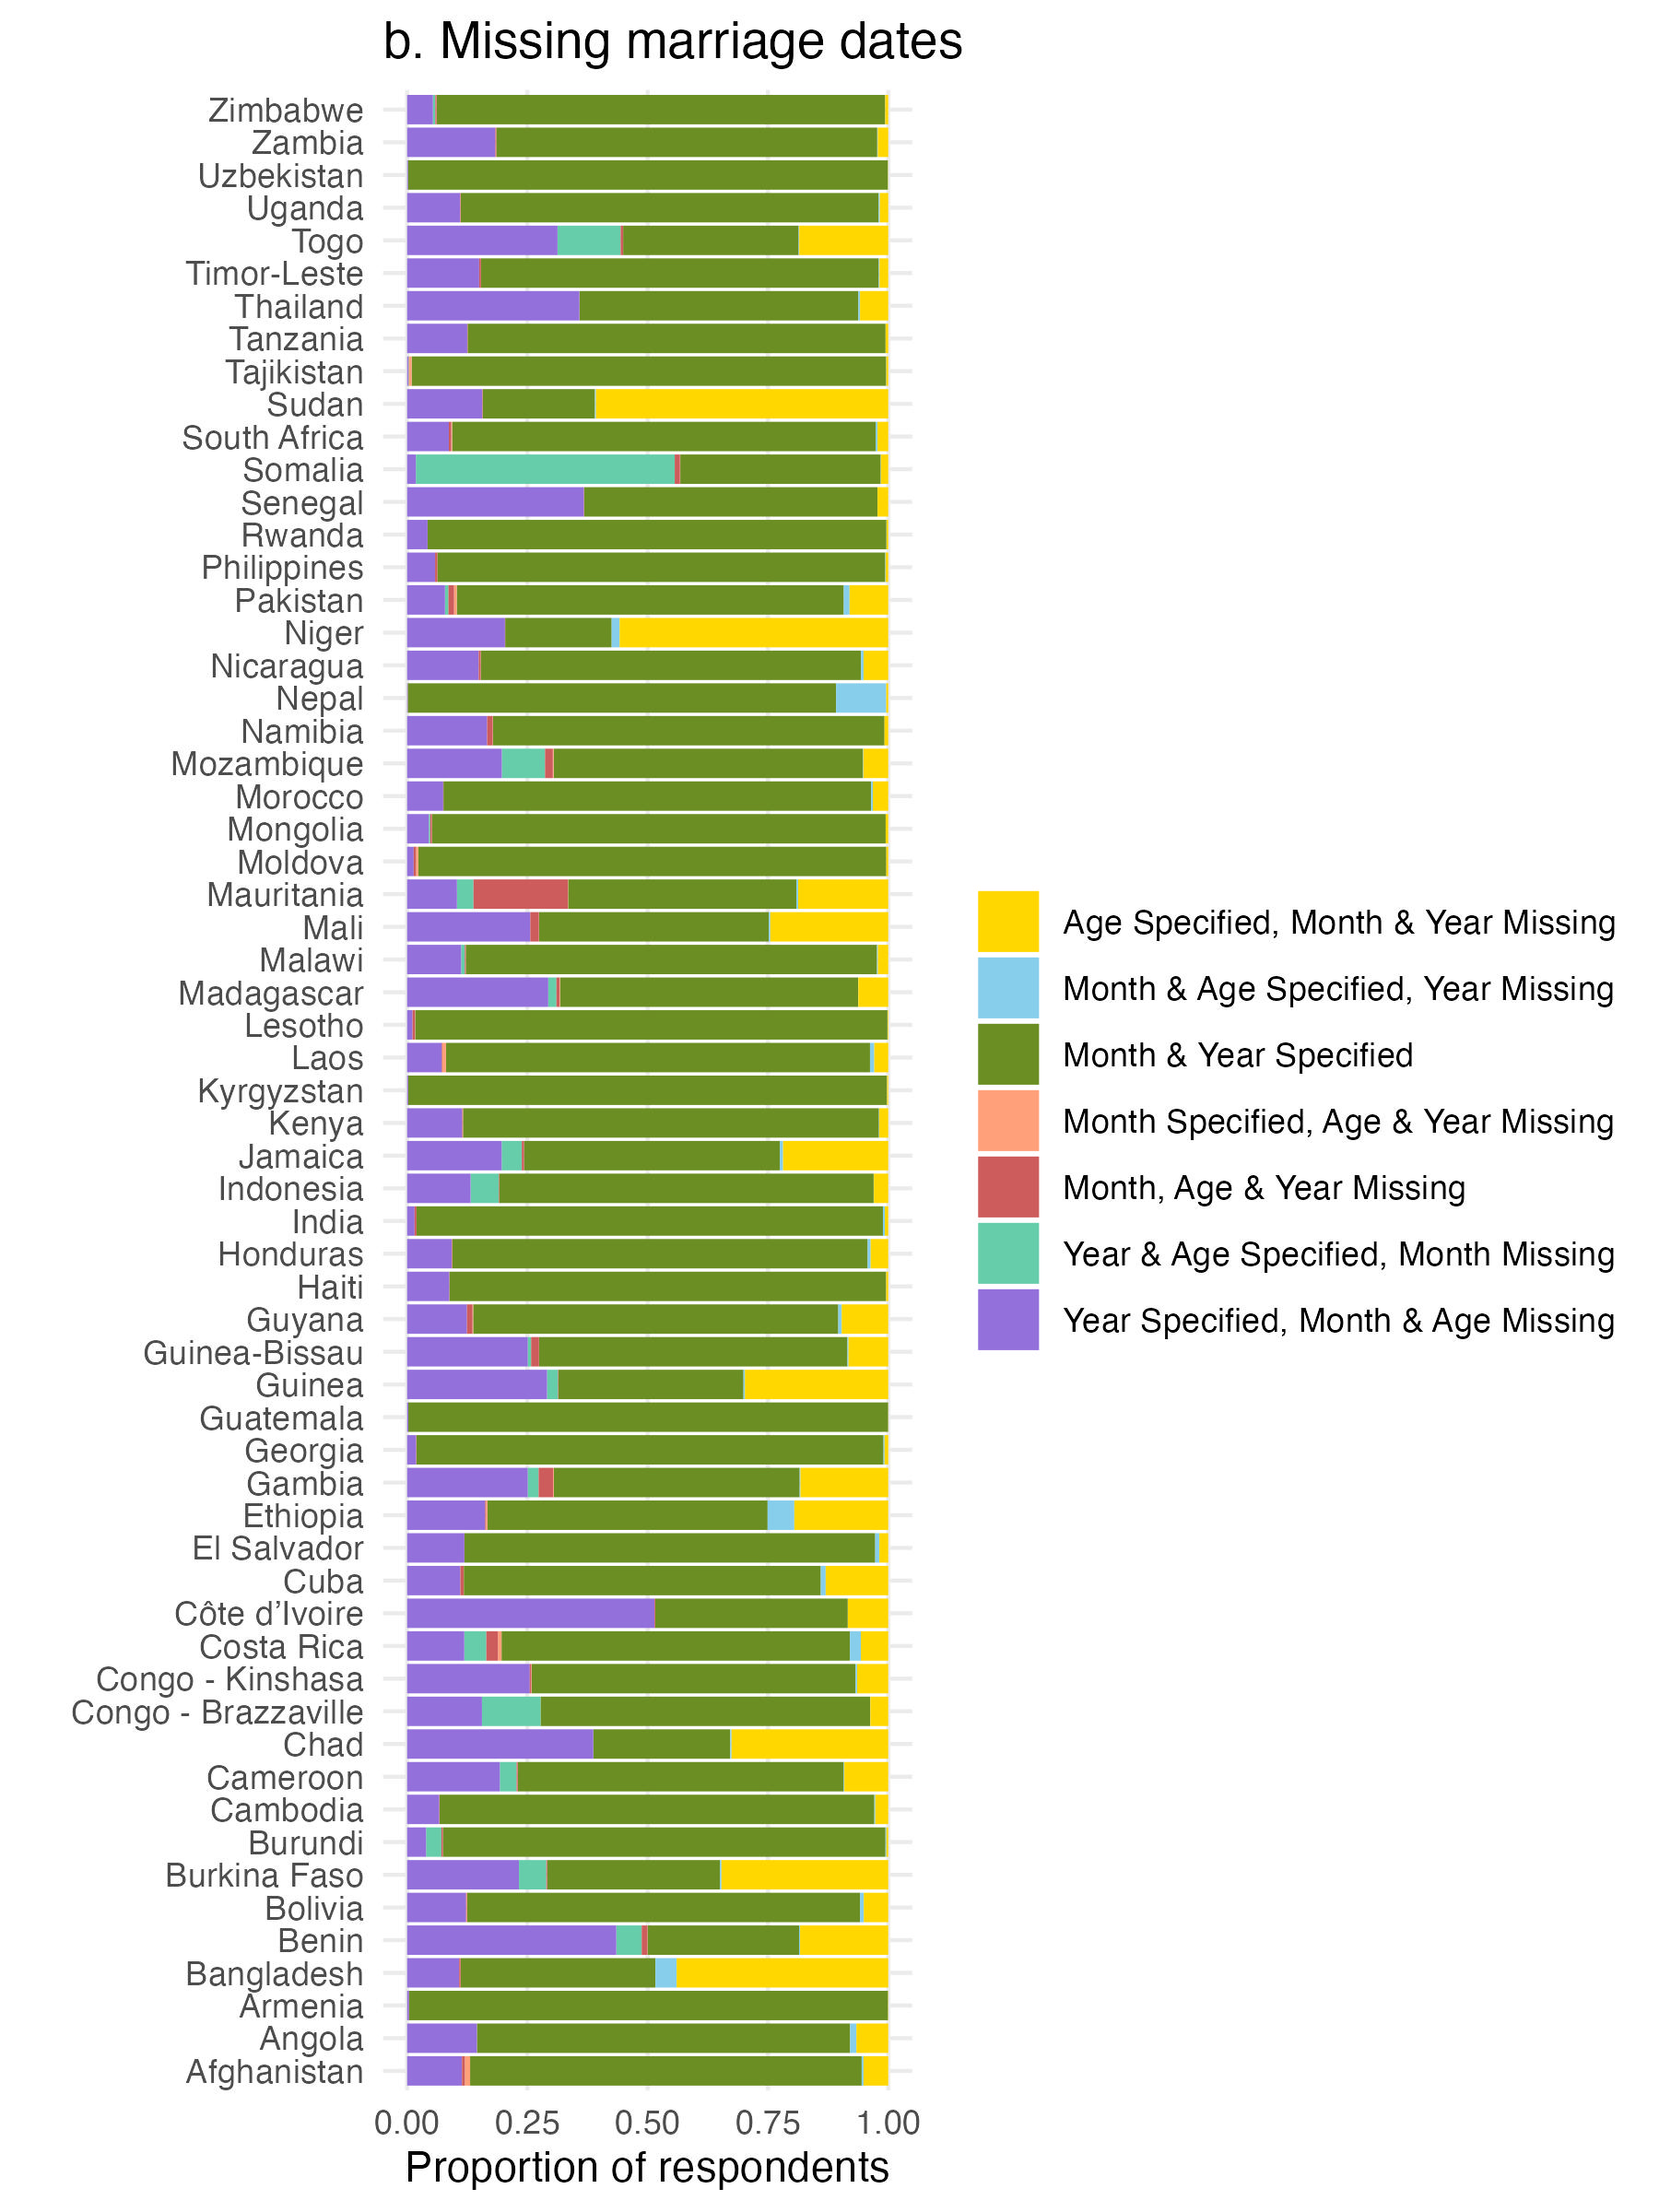 b. Missing marriage dates
Zimbabwe
Zambia
Uzbekistan
Uganda
Togo
Timor-Leste
Thailand
Tanzania
Tajikistan
Sudan
South Africa
Somalia
Senegal
Rwanda
Philippines
Pakistan
Niger
Nicaragua
Nepal
Namibia
Mozambique
Morocco
Mongolia
Moldova
Mauritania
Mali
Malawi
Madagascar
Lesotho
Laos
Kyrgyzstan
Kenya
Jamaica
Indonesia
India
Honduras
Haiti
Guyana
Guinea-Bissau
Guinea
Guatemala
Georgia
Gambia
Ethiopia
El Salvador
Cuba
Côte d’Ivoire
Costa Rica
Congo - Kinshasa
Congo - Brazzaville
Chad
Cameroon
Cambodia
Burundi
Burkina Faso
Bolivia
Benin
Bangladesh
Armenia
Angola
Afghanistan
0.00 0.25 0.50 0.75 1.00
Proportion of respondents
Age Specified, Month & Year Missing
Month & Age Specified, Year Missing
Month & Year Specified
Month Specified, Age & Year Missing
Month, Age & Year Missing
Year & Age Specified, Month Missing
Year Specified, Month & Age Missing